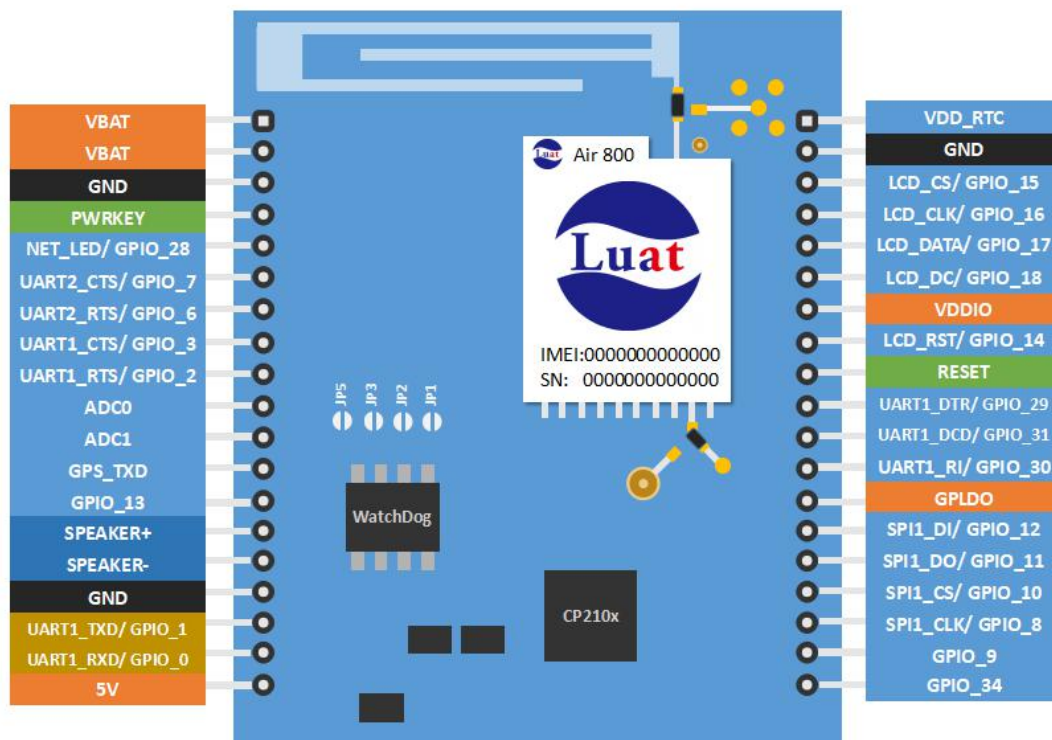 VBAT
VBAT
GND
PWRKEY
NET_LED/ GPIO_28
UART2_CTS/ GPIO_7
UART2_RTS/ GPIO_6
UART1_CTS/ GPIO_3
UART1_RTS/ GPIO_2
ADC0
ADC1
GPS_TXD
GPIO_13
SPEAKER+
SPEAKER-
GND
UART1_TXD/ GPIO_1
UART1_RXD/ GPIO_0
5V
Luat Air 800
Luat
IMEI:0000000000000
SN: 0000000000000
JP5
JP3
JP2
JP1
WatchDog
CP210x
VDD_RTC
GND
LCD_CS/ GPIO_15
LCD_CLK/ GPIO_16
LCD_DATA/ GPIO_17
LCD_DC/ GPIO_18
VDDIO
LCD_RST/ GPIO_14
RESET
UART1_DTR/ GPIO_29
UART1_DCD/ GPIO_31
UART1_RI/ GPIO_30
GPLDO
SPI1_DI/ GPIO_12
SPI1_DO/ GPIO_11
SPI1_CS/ GPIO_10
SPI1_CLK/ GPIO_8
GPIO_9
GPIO_34